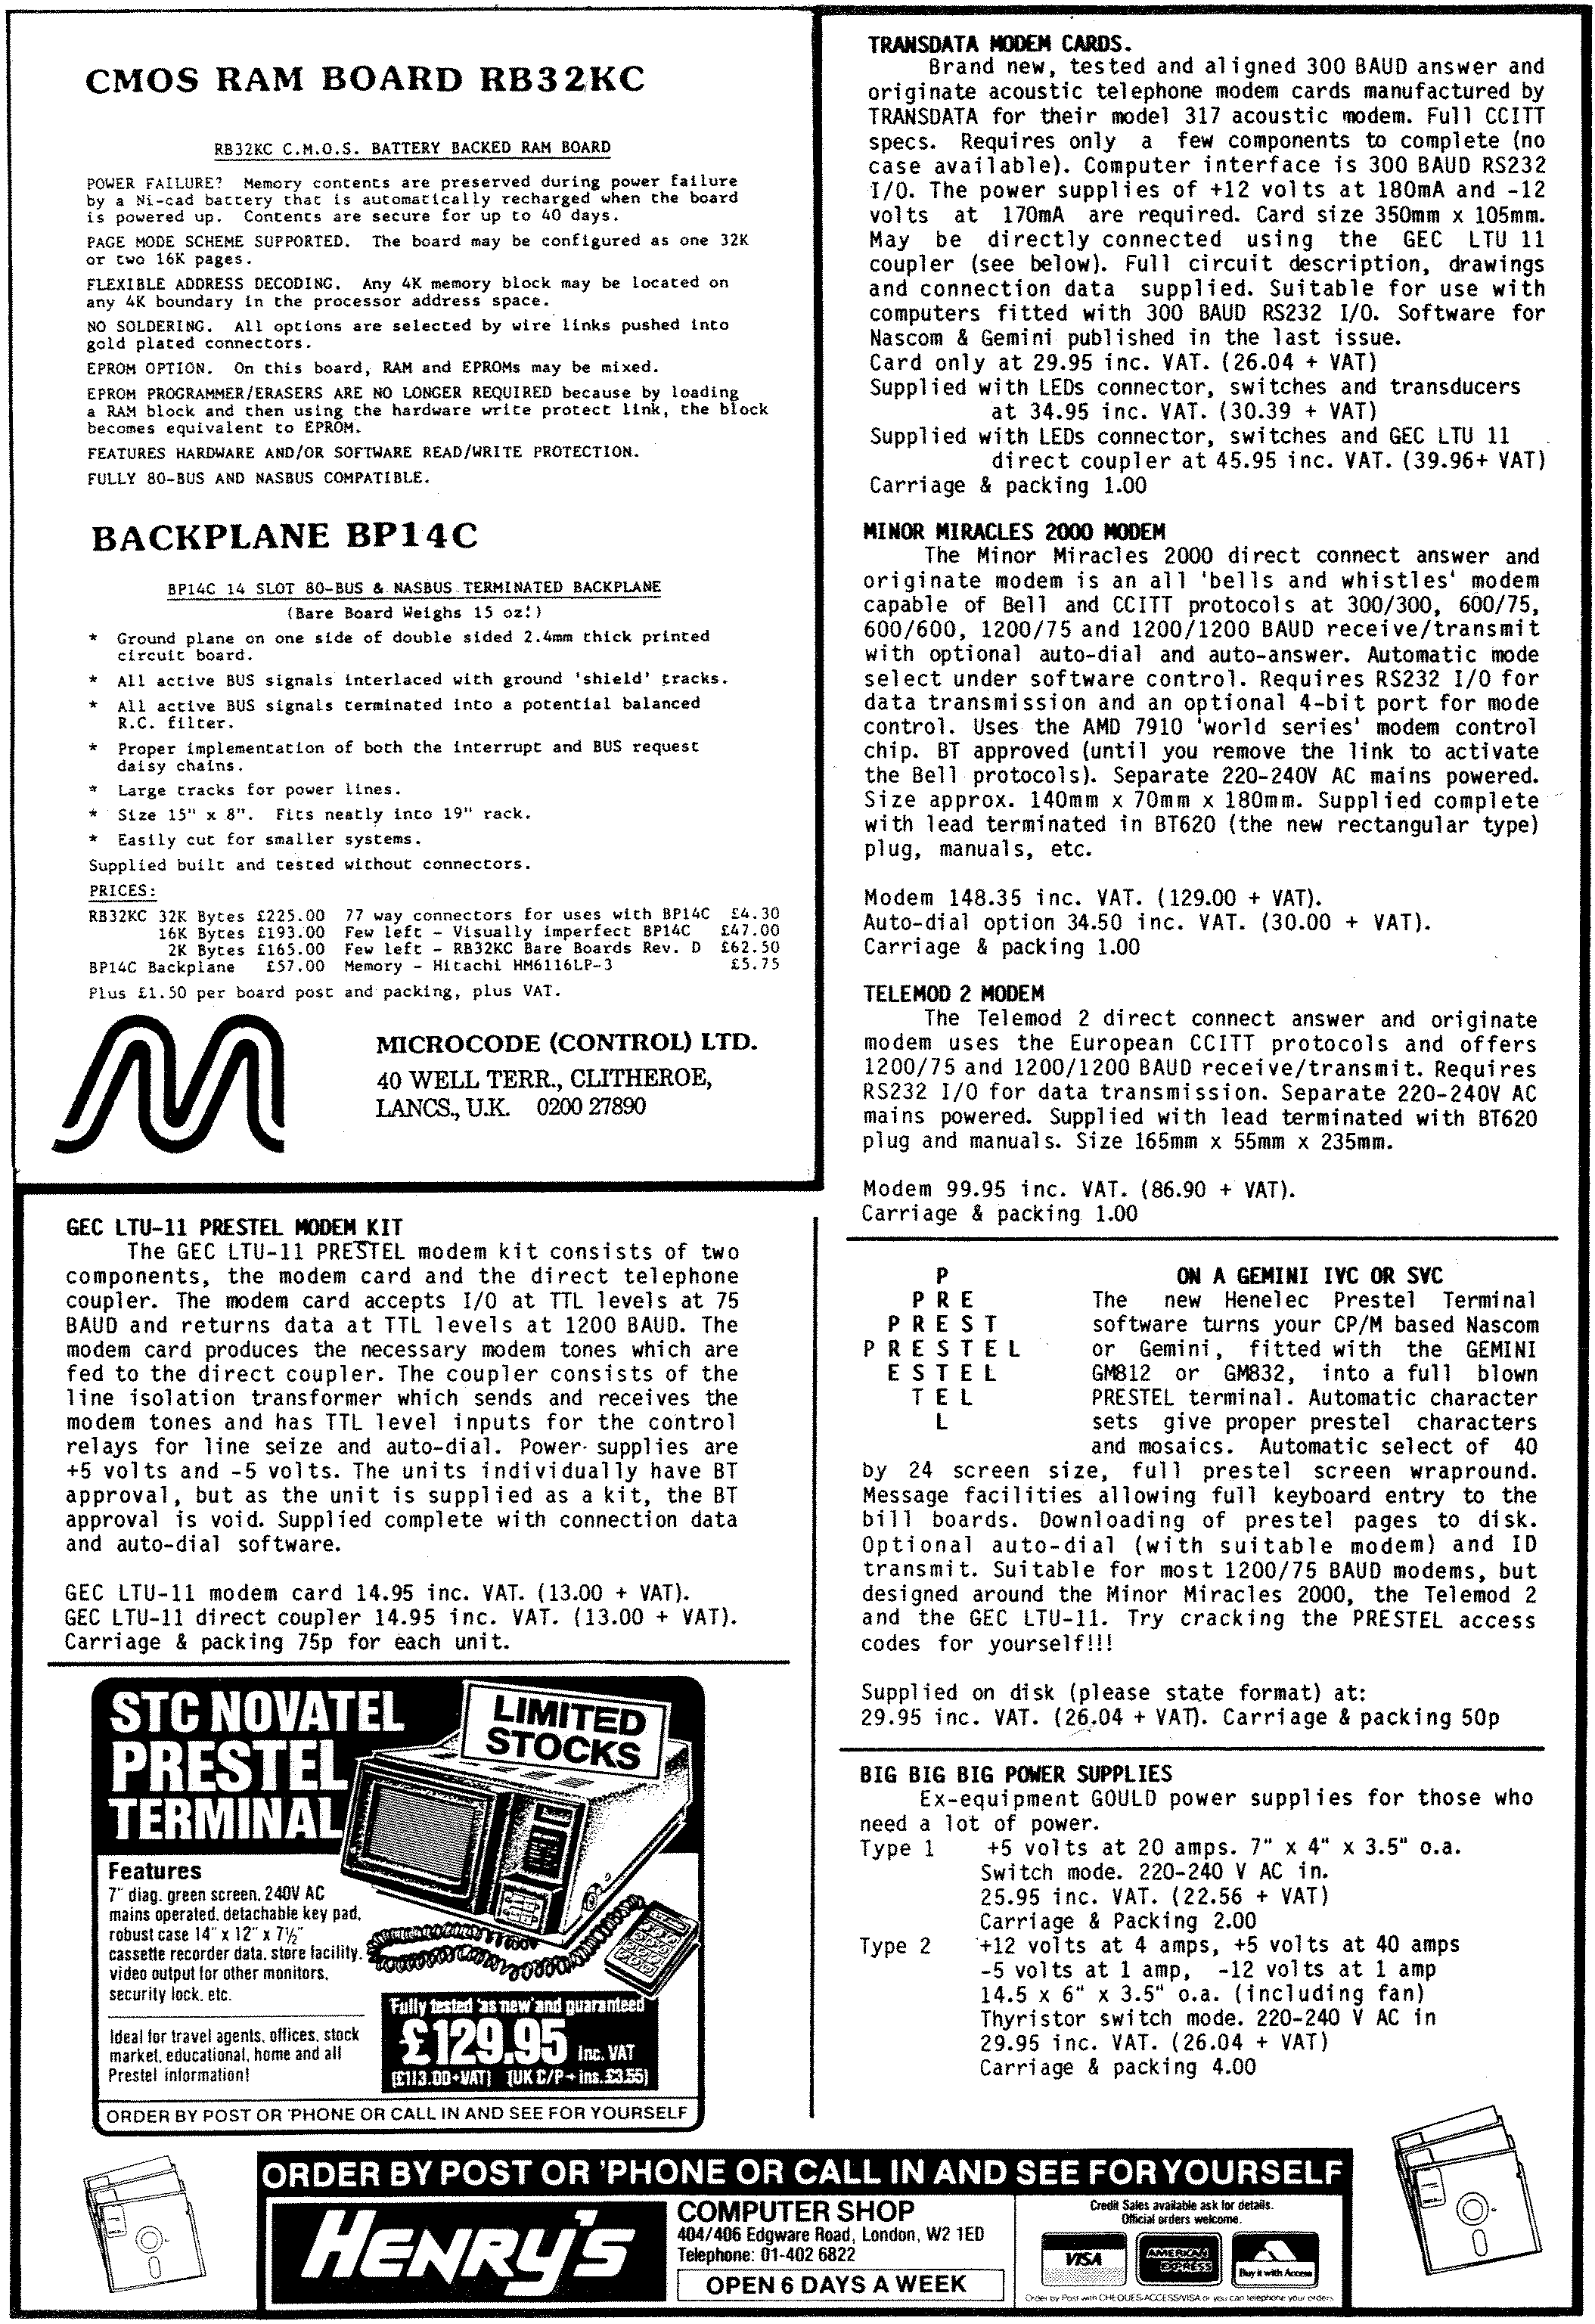 CMOS RAM BOARD RB32KC
RB32KC C.M.O.S. BATTERY BACKED RAM BOARD
POWER FAILURE? Memory contents are preserved during power failure
by a Ni-cad battery that is automatically recharged when the board
is powered up. Contents are secure for up to 40 days.
PAGE MODE SCHEME SUPPORTED. The board may be configured as one 32K
or two 16K pages.
FLEXIBLE ADDRESS DECODING. Any 4K memory block may be located on
any 4K boundary in the processor address space.
NO SOLDERING. All options are selected by wire links pushed into
gold plated connectors.
EPROM OPTION. On this board, RAM and EPROMs may be mixed.
EPROM PROGRAMMER/ERASERS ARE NO LONGER REQUIRED because by loading
a RAM block and then using the hardware write protect link, the block
becomes equivalent to EPROM.
FEATURES HARDWARE AND/OR SOFTWARE READ/WRITE PROTECTION.
FULLY 80-BUS AND NASBUS COMPATIBLE.
BACKPLANE BP14C
BP14C 14 SLOT 80-BUS & NASBUS TERMINATED BACKPLANE
(Bare Board Weighs 15 oz!)
* Ground plane on one side of double sided 2.4mm thick printed
circuit board.
* All active BUS signals interlaced with ground 'shield' tracks.
* All active BUS signals terminated into a potential balanced
R.C. filter.
* Proper implementation of both the interrupt and BUS request
daisy chains.
* Large tracks for power lines.
* Size 15" x 8". Fits neatly into 19" rack.
* Easily cut for smaller systems.
Supplied built and tested without connectors.
PRICES:
RB32KC 32K Bytes £225.00 77 way connectors for uses with BP14C £4.30
16K Bytes £193.00 Few left - Visually imperfect BP14C £47.00
2K Bytes £165.00 Few left - RB32KC Bare Boards Rev. D £62.50
BP14C Backplane £57.00 Memory - Hitachi HM6116LP-3 £5.75
Plus £1.50 per board post and packing, plus VAT.
MICROCODE (CONTROL) LTD.
40 WELL TERR., CLITHEROE,
LANCS., U.K. 0200 27890
GEC LTU-11 PRESTEL MODEM KIT
The GEC LTU-11 PRESTEL modem kit consists of two
components, the modem card and the direct telephone
coupler. The modem card accepts I/O at TTL levels at 75
BAUD and returns data at TTL levels at 1200 BAUD. The
modem card produces the necessary modem tones which are
fed to the direct coupler. The coupler consists of the
line isolation transformer which sends and receives the
modem tones and has TTL level inputs for the control
relays for line seize and auto-dial. Power supplies are
+5 volts and -5 volts. The units individually have BT
approval, but as the unit is supplied as a kit, the BT
approval is void. Supplied complete with connection data
and auto-dial software.
GEC LTU-11 modem card 14.95 inc. VAT. (13.00 + VAT).
GEC LTU-11 direct coupler 14.95 inc. VAT. (13.00 + VAT).
Carriage & packing 75p for each unit.
STC NOVATEL
PRESTEL
TERMINAL
LIMITED
STOCKS
Features
7" diag. green screen, 240V AC
mains operated, detachable key pad,
robust case 14" x 12" x 7½"
cassette recorder data, store facility,
video output for other monitors,
security lock, etc.
Ideal for travel agents, offices, stock
market, educational, home and all
Prestel information!
Fully tested 'as new' and guaranteed
£129.95 inc. VAT
(£113.00+VAT) (UK C/P+ins.£3.55)
ORDER BY POST OR 'PHONE OR CALL IN AND SEE FOR YOURSELF
TRANSDATA MODEM CARDS.
Brand new, tested and aligned 300 BAUD answer and
originate acoustic telephone modem cards manufactured by
TRANSDATA for their model 317 acoustic modem. Full CCITT
specs. Requires only a few components to complete (no
case available). Computer interface is 300 BAUD RS232
I/O. The power supplies of +12 volts at 180mA and -12
volts at 170mA are required. Card size 350mm x 105mm.
May be directly connected using the GEC LTU 11
coupler (see below). Full circuit description, drawings
and connection data supplied. Suitable for use with
computers fitted with 300 BAUD RS232 I/O. Software for
Nascom & Gemini published in the last issue.
Card only at 29.95 inc. VAT. (26.04 + VAT)
Supplied with LEDs connector, switches and transducers
at 34.95 inc. VAT. (30.39 + VAT)
Supplied with LEDs connector, switches and GEC LTU 11
direct coupler at 45.95 inc. VAT. (39.96+ VAT)
Carriage & packing 1.00
MINOR MIRACLES 2000 MODEM
The Minor Miracles 2000 direct connect answer and
originate modem is an all 'bells and whistles' modem
capable of Bell and CCITT protocols at 300/300, 600/75,
600/600, 1200/75 and 1200/1200 BAUD receive/transmit
with optional auto-dial and auto-answer. Automatic mode
select under software control. Requires RS232 I/O for
data transmission and an optional 4-bit port for mode
control. Uses the AMD 7910 'world series' modem control
chip. BT approved (until you remove the link to activate
the Bell protocols). Separate 220-240V AC mains powered.
Size approx. 140mm x 70mm x 180mm. Supplied complete
with lead terminated in BT620 (the new rectangular type)
plug, manuals, etc.
Modem 148.35 inc. VAT. (129.00 + VAT).
Auto-dial option 34.50 inc. VAT. (30.00 + VAT).
Carriage & packing 1.00
TELEMOD 2 MODEM
The Telemod 2 direct connect answer and originate
modem uses the European CCITT protocols and offers
1200/75 and 1200/1200 BAUD receive/transmit. Requires
RS232 I/O for data transmission. Separate 220-240V AC
mains powered. Supplied with lead terminated with BT620
plug and manuals. Size 165mm x 55mm x 235mm.
Modem 99.95 inc. VAT. (86.90 + VAT).
Carriage & packing 1.00
P
P R E
P R E S T
P R E S T E L
E S T E L
T E L
L
ON A GEMINI IVC OR SVC
The new Henelec Prestel Terminal
software turns your CP/M based Nascom
or Gemini, fitted with the GEMINI
GM812 or GM832, into a full blown
PRESTEL terminal. Automatic character
sets give proper prestel characters
and mosaics. Automatic select of 40
by 24 screen size, full prestel screen wrapround.
Message facilities allowing full keyboard entry to the
bill boards. Downloading of prestel pages to disk.
Optional auto-dial (with suitable modem) and ID
transmit. Suitable for most 1200/75 BAUD modems, but
designed around the Minor Miracles 2000, the Telemod 2
and the GEC LTU-11. Try cracking the PRESTEL access
codes for yourself!!!
Supplied on disk (please state format) at:
29.95 inc. VAT. (26.04 + VAT). Carriage & packing 50p
BIG BIG BIG POWER SUPPLIES
Ex-equipment GOULD power supplies for those who
need a lot of power.
Type 1 +5 volts at 20 amps. 7" x 4" x 3.5" o.a.
Switch mode. 220-240 V AC in.
25.95 inc. VAT. (22.56 + VAT)
Carriage & Packing 2.00
Type 2 +12 volts at 4 amps, +5 volts at 40 amps
-5 volts at 1 amp, -12 volts at 1 amp
14.5 x 6" x 3.5" o.a. (including fan)
Thyristor switch mode. 220-240 V AC in
29.95 inc. VAT. (26.04 + VAT)
Carriage & packing 4.00
ORDER BY POST OR 'PHONE OR CALL IN AND SEE FOR YOURSELF
HENRY'S
COMPUTER SHOP
404/406 Edgware Road, London, W2 1ED
Telephone: 01-402 6822
OPEN 6 DAYS A WEEK
Credit Sales available ask for details.
Official orders welcome.
VISA
AMERICAN EXPRESS
Buy it with Access
Order by Post with CHEQUES/ACCESS/VISA or you can telephone your orders.